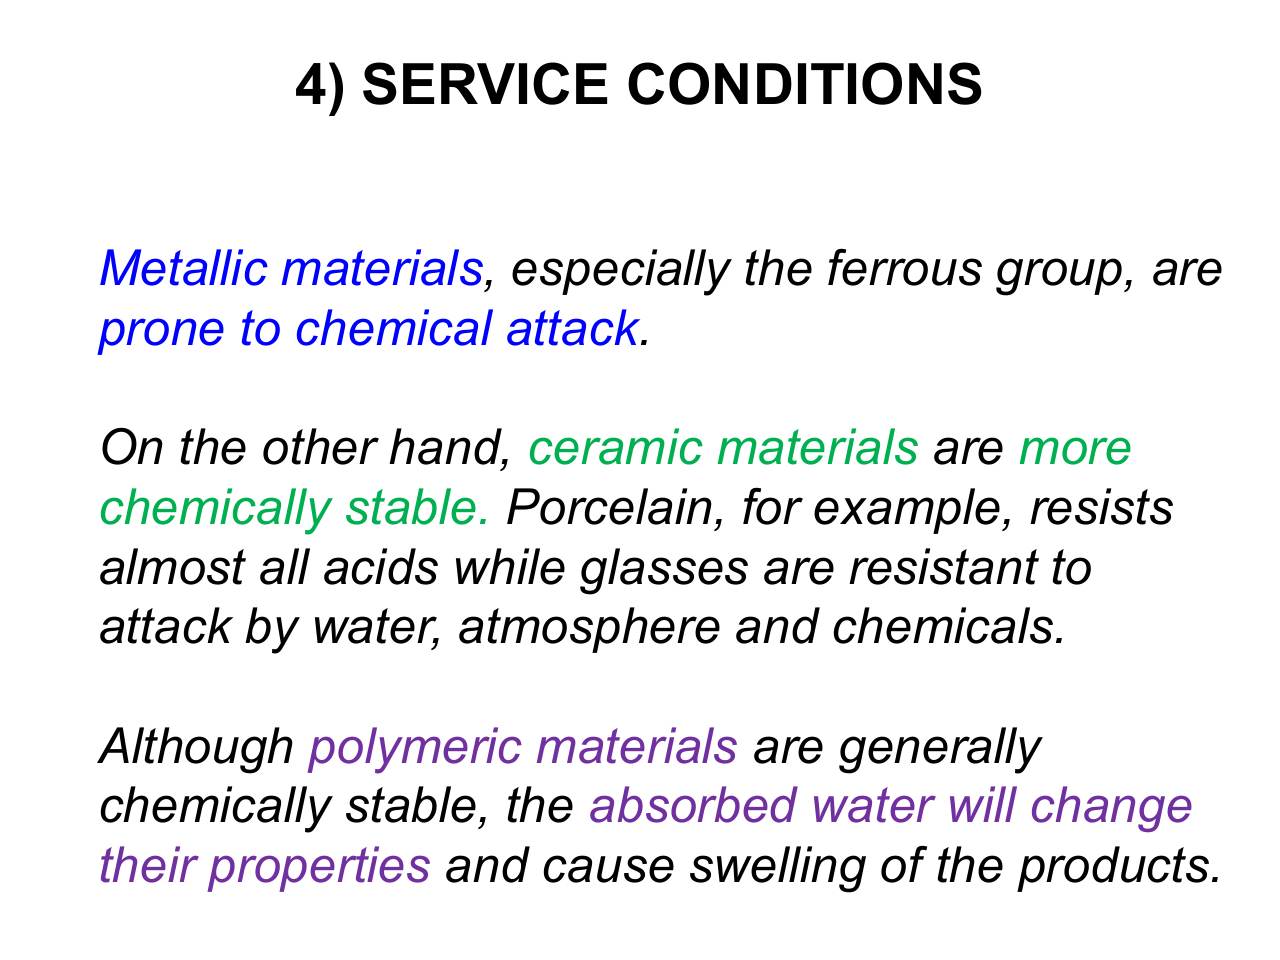 4) SERVICE CONDITIONS
Metallic materials, especially the ferrous group, are
prone to chemical attack.
On the other hand, ceramic materials are more
chemically stable. Porcelain, for example, resists
almost all acids while glasses are resistant to
attack by water, atmosphere and chemicals.
Although polymeric materials are generally
chemically stable, the absorbed water will change
their properties and cause swelling of the products.